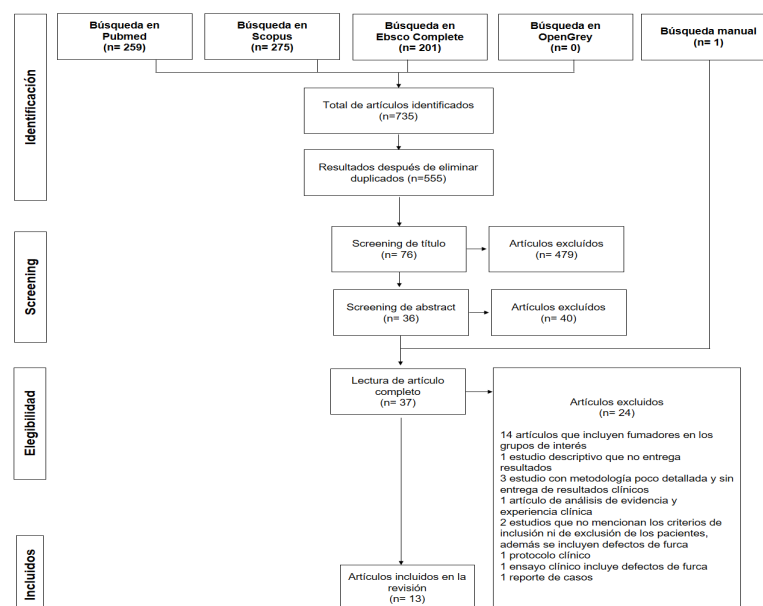 Búsqueda en
Pubmed
(n= 259)
Búsqueda en
Scopus
(n= 275)
Búsqueda en
Ebsco Complete
(n= 201)
Búsqueda en
OpenGrey
(n= 0)
Búsqueda manual
(n= 1)
Identificación
Total de artículos identificados
(n=735)
Resultados después de eliminar
duplicados (n=555)
Screening
Screening de título
(n= 76)
Artículos excluídos
(n= 479)
Screening de abstract
(n= 36)
Artículos excluídos
(n= 40)
Elegibilidad
Lectura de artículo
completo
(n= 37)
Artículos excluidos
(n= 24)
14 artículos que incluyen fumadores en los
grupos de interés
1 estudio descriptivo que no entrega
resultados
3 estudio con metodología poco detallada y sin
entrega de resultados clínicos
1 artículo de análisis de evidencia y
experiencia clínica
2 estudios que no mencionan los criterios de
inclusión ni de exclusión de los pacientes,
además se incluyen defectos de furca
1 protocolo clínico
1 ensayo clínico incluye defectos de furca
1 reporte de casos
Incluidos
Artículos incluidos en la
revisión
(n= 13)